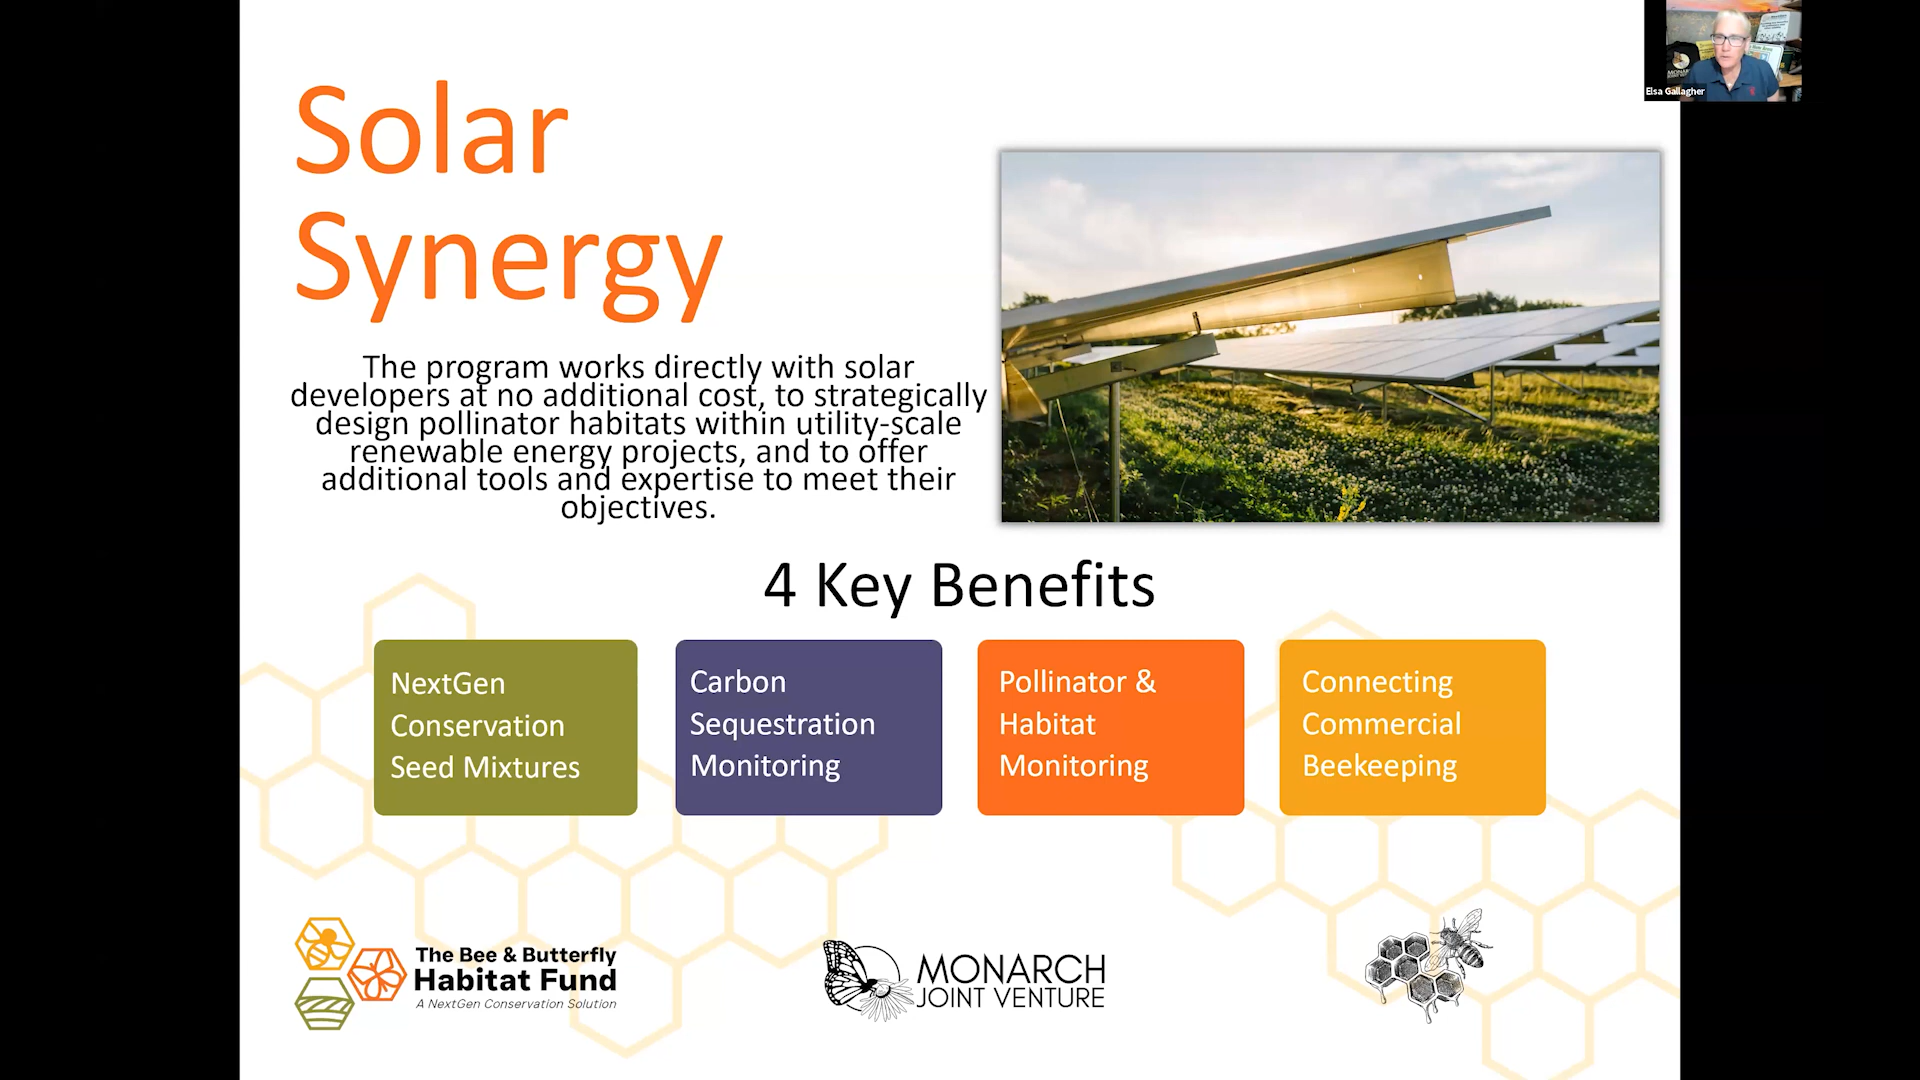 Elsa Gallagher
Solar
Synergy
The program works directly with solar
developers at no additional cost, to strategically
design pollinator habitats within utility-scale
renewable energy projects, and to offer
additional tools and expertise to meet their
objectives.
4 Key Benefits
NextGen
Conservation
Seed Mixtures
Carbon
Sequestration
Monitoring
Pollinator &
Habitat
Monitoring
Connecting
Commercial
Beekeeping
The Bee & Butterfly
Habitat Fund
A NextGen Conservation Solution
MONARCH
JOINT VENTURE